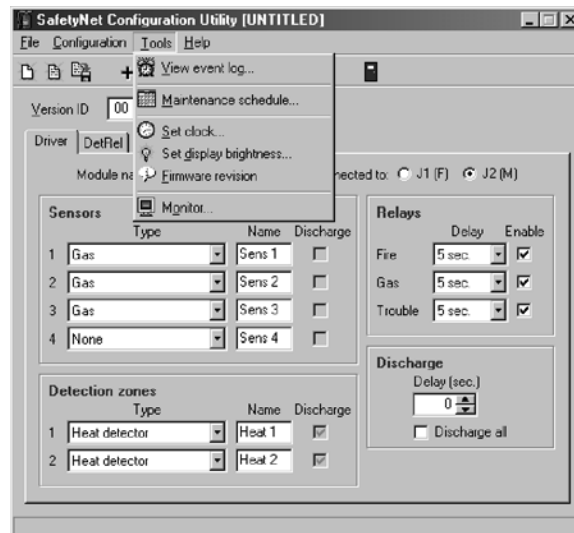 SafetyNet Configuration Utility [UNTITLED]
File Configuration Tools Help
View event log...
Maintenance schedule...
Set clock...
Set display brightness...
Firmware revision
Monitor...
Version ID 00
Driver DetRel
Module
to: J1 (F) J2 (M)
Sensors
Type Name Discharge
1 Gas Sens 1
2 Gas Sens 2
3 Gas Sens 3
4 None Sens 4
Relays
Delay Enable
Fire 5 sec.
Gas 5 sec.
Trouble 5 sec.
Detection zones
Type Name Discharge
1 Heat detector Heat 1
2 Heat detector Heat 2
Discharge
Delay (sec.)
0
Discharge all